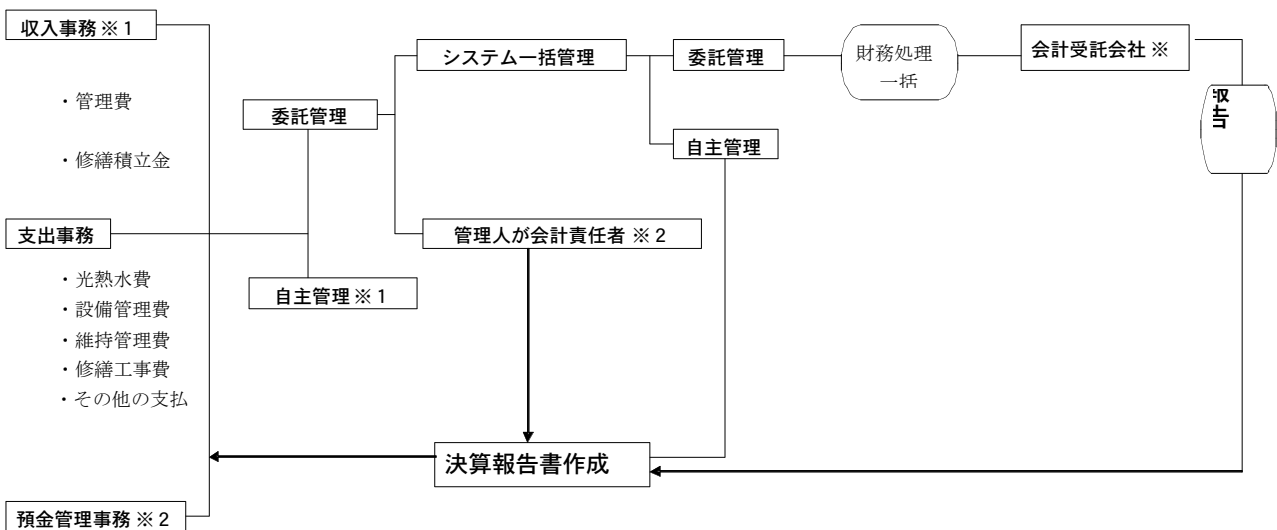 収入事務※1
・管理費
・修繕積立金
支出事務
・光熱水費
・設備管理費
・維持管理費
・修繕工事費
・その他の支払
預金管理事務※2
委託管理
自主管理※1
システム一括管理
管理人が会計責任者※2
委託管理
自主管理
財務処理
一括
会計受託会社※
決算報告書作成